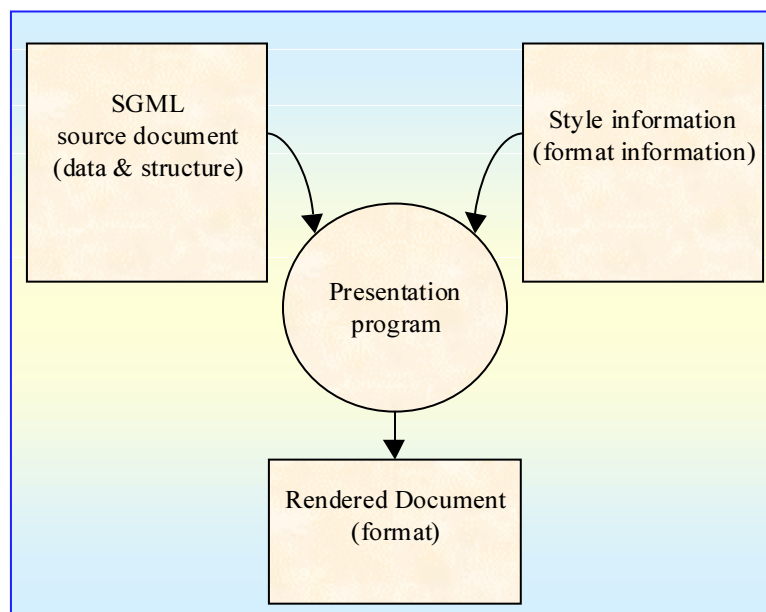 SGML
source document
(data & structure)
Style information
(format information)
Presentation
program
Rendered Document
(format)